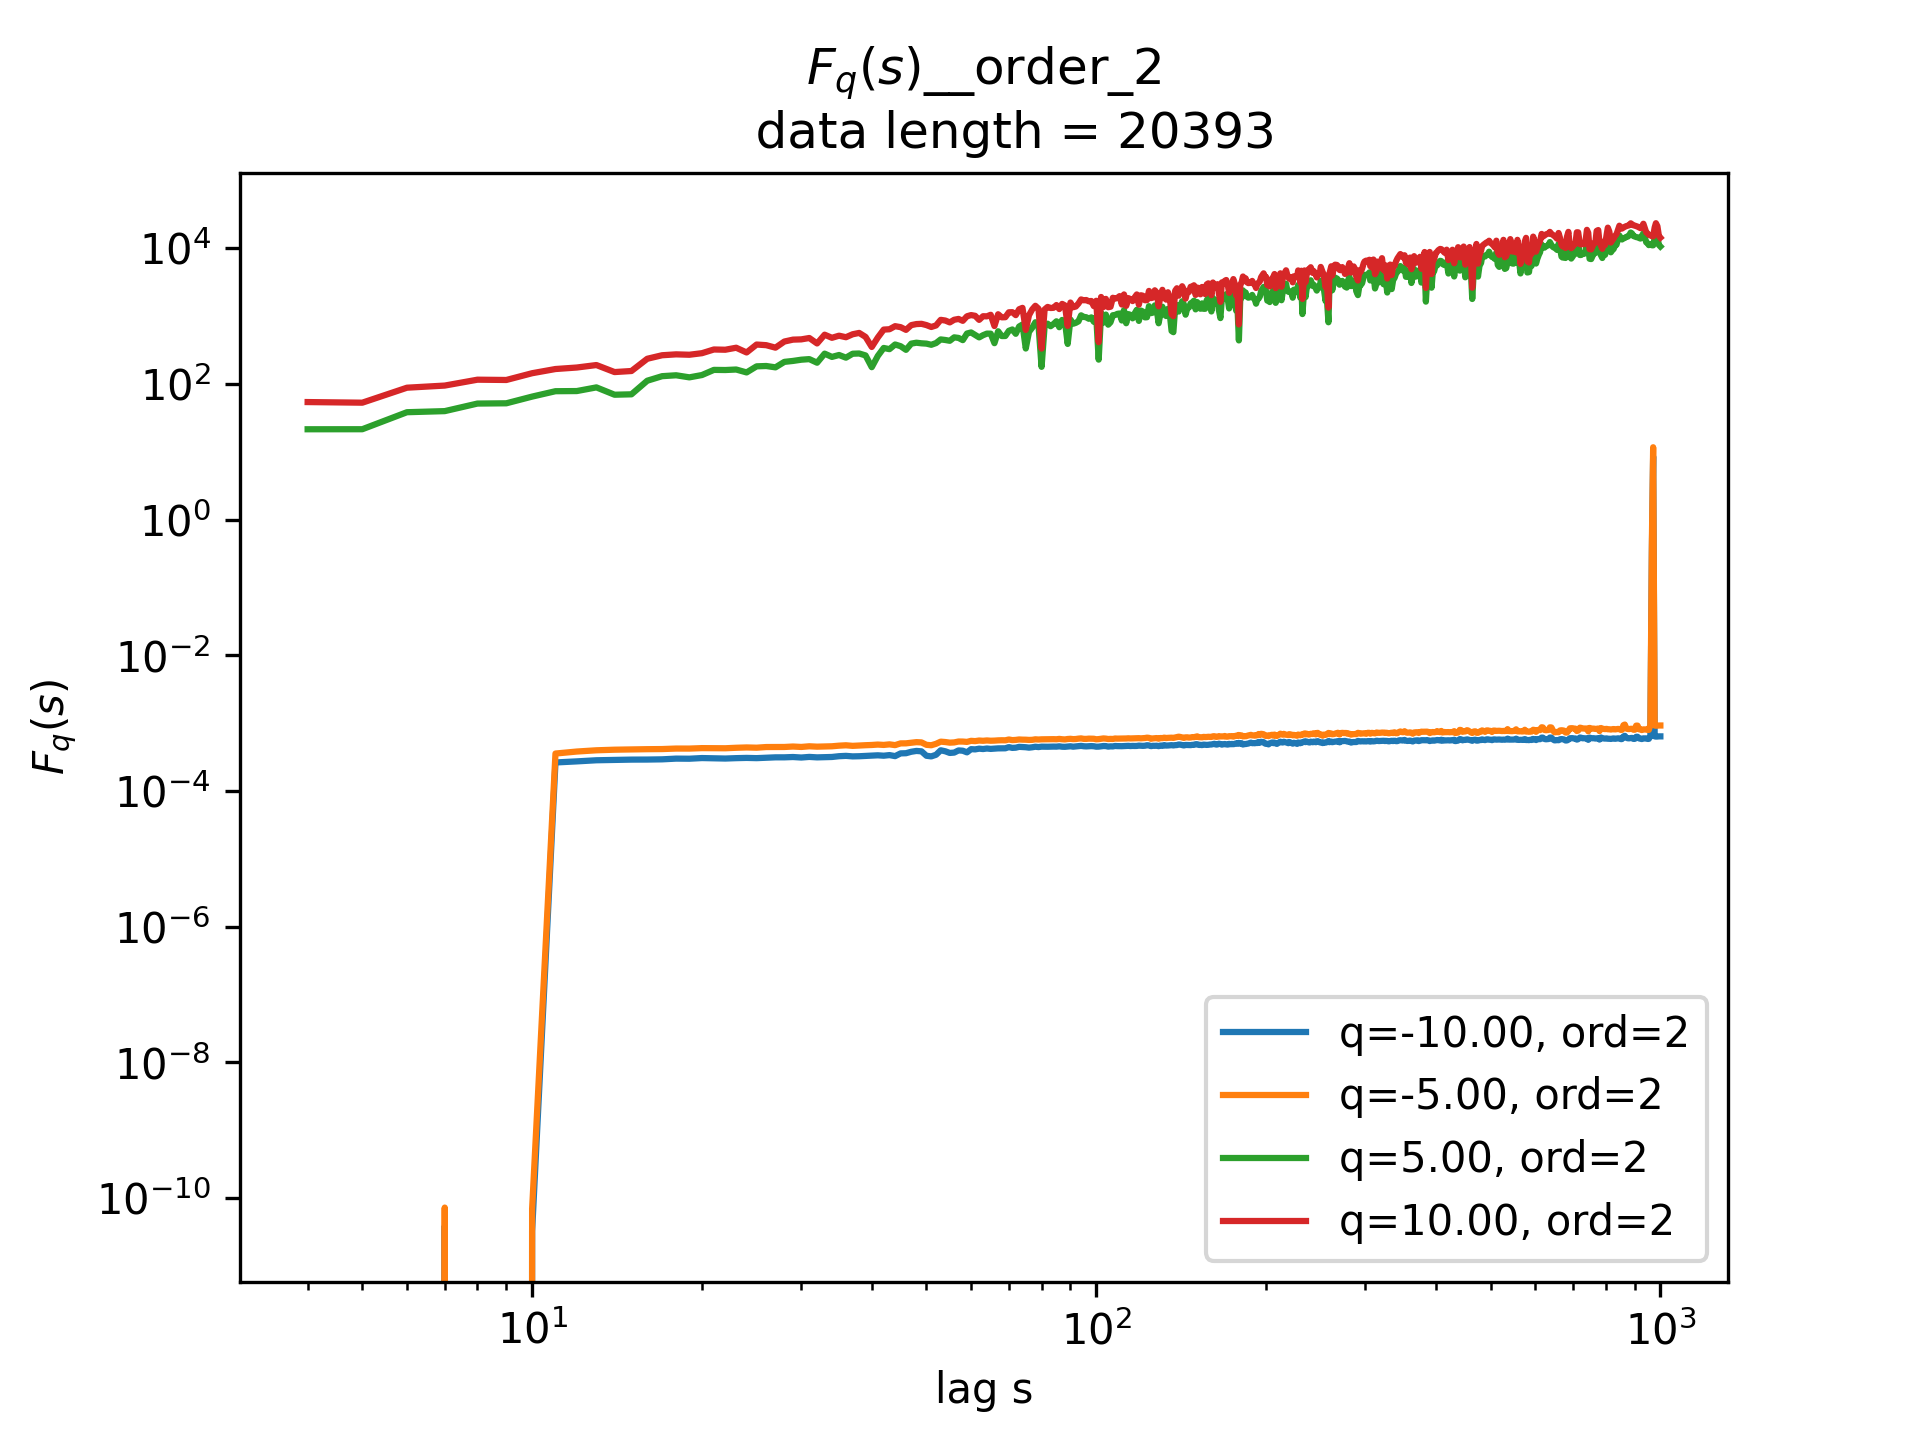 F_q(s)__order_2
data length = 20393
F_q(s)
10^4
10^2
10^0
10^−2
10^−4
10^−6
10^−8
10^−10
q=-10.00, ord=2
q=-5.00, ord=2
q=5.00, ord=2
q=10.00, ord=2
10^1
10^2
10^3
lag s